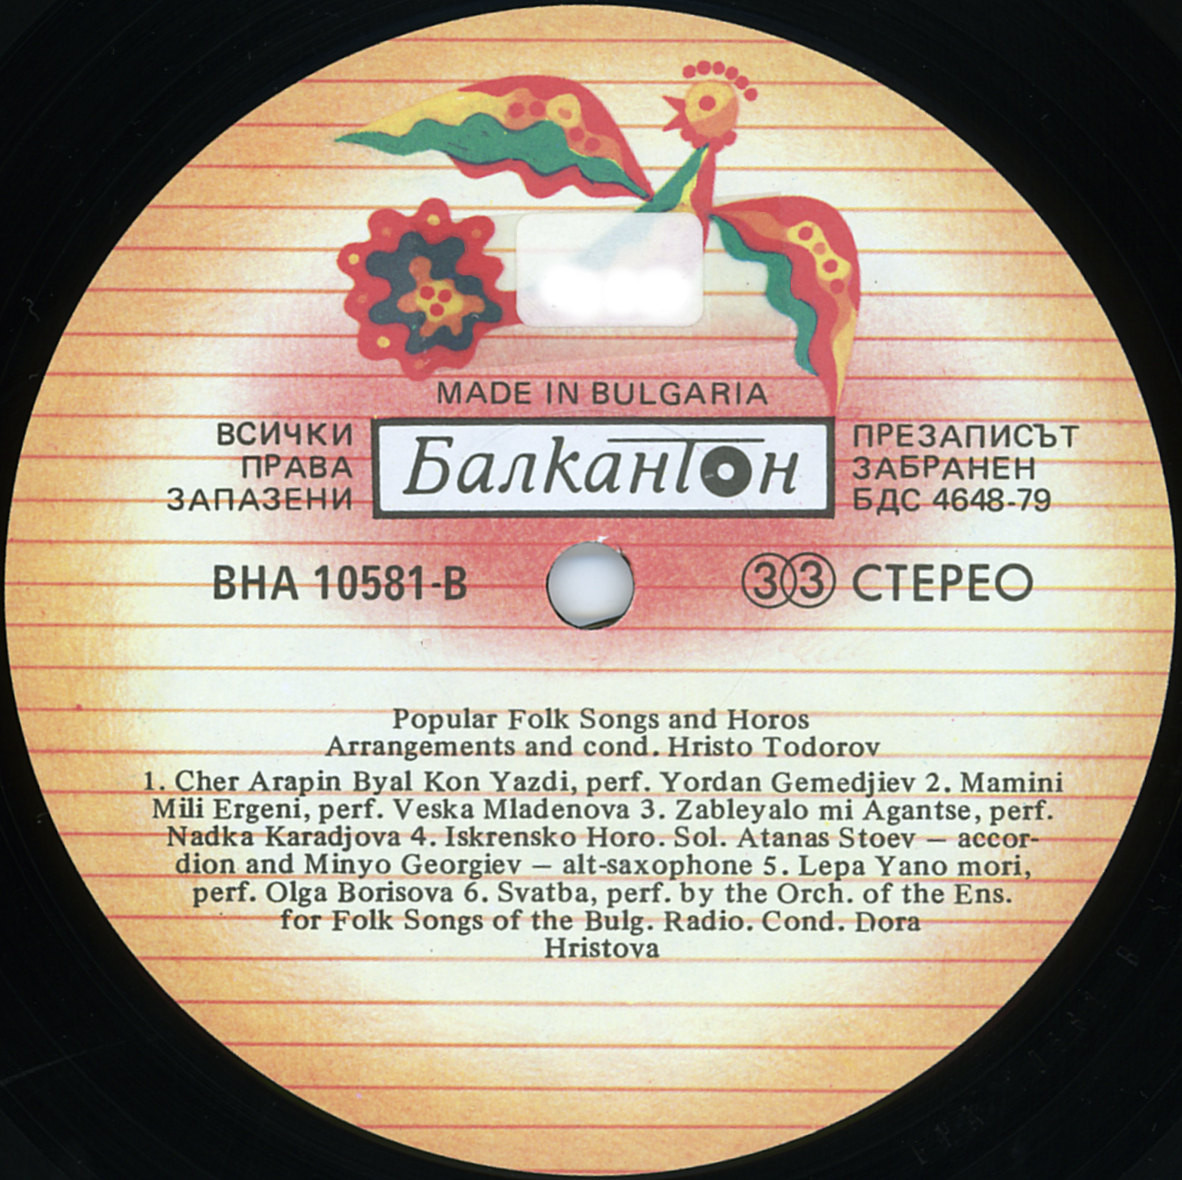 MADE IN BULGARIA
ВСИЧКИ
ПРАВА
ЗАПАЗЕНИ
Балкантон
ПРЕЗАПИСЪТ
ЗАБРАНЕН
БДС 4648-79
ВНА 10581-В
33 СТЕРЕО
Popular Folk Songs and Horos
Arrangements and cond. Hristo Todorov
1. Cher Arapin Byal Kon Yazdi, perf. Yordan Gemedjiev 2. Mamini
Mili Ergeni, perf. Veska Mladenova 3. Zableyalo mi Agantse, perf.
Nadka Karadjova 4. Iskrensko Horo. Sol. Atanas Stoev — accor-
dion and Minyo Georgiev — alt-saxophone 5. Lepa Yano mori,
perf. Olga Borisova 6. Svatba, perf. by the Orch. of the Ens.
for Folk Songs of the Bulg. Radio. Cond. Dora
Hristova